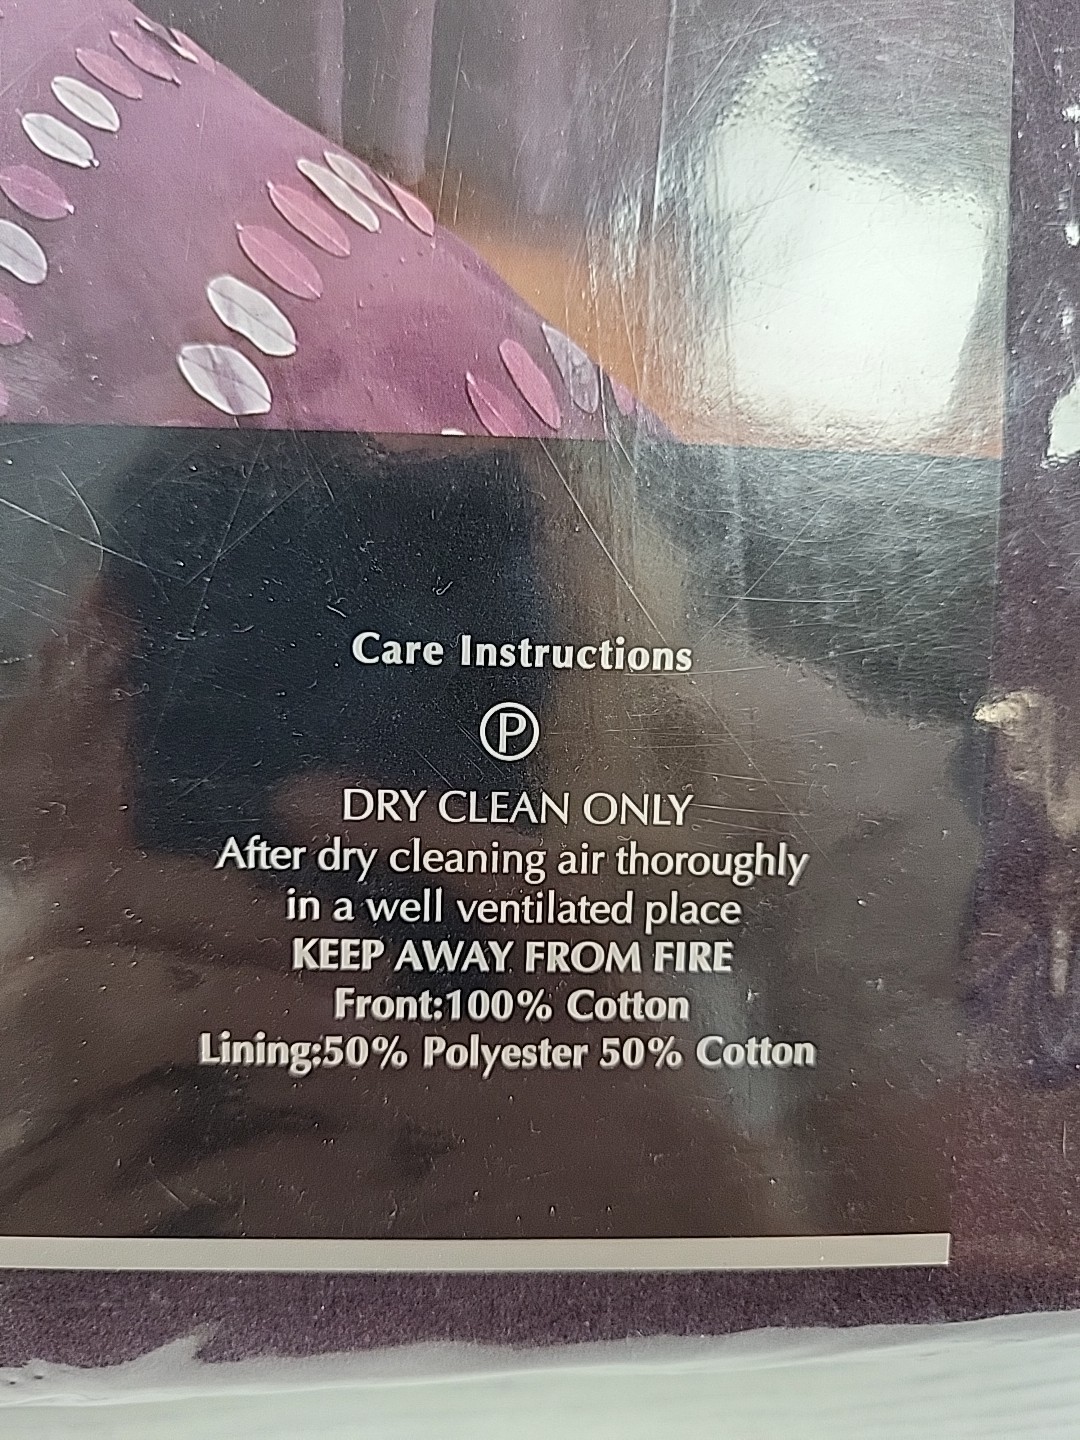 Care Instructions
P
DRY CLEAN ONLY
After dry cleaning air thoroughly
in a well ventilated place
KEEP AWAY FROM FIRE
Front:100% Cotton
Lining:50% Polyester 50% Cotton